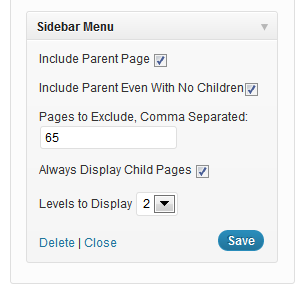 Sidebar Menu
Include Parent Page
Include Parent Even With No Children
Pages to Exclude, Comma Separated:
65
Always Display Child Pages
Levels to Display 2
Delete | Close Save